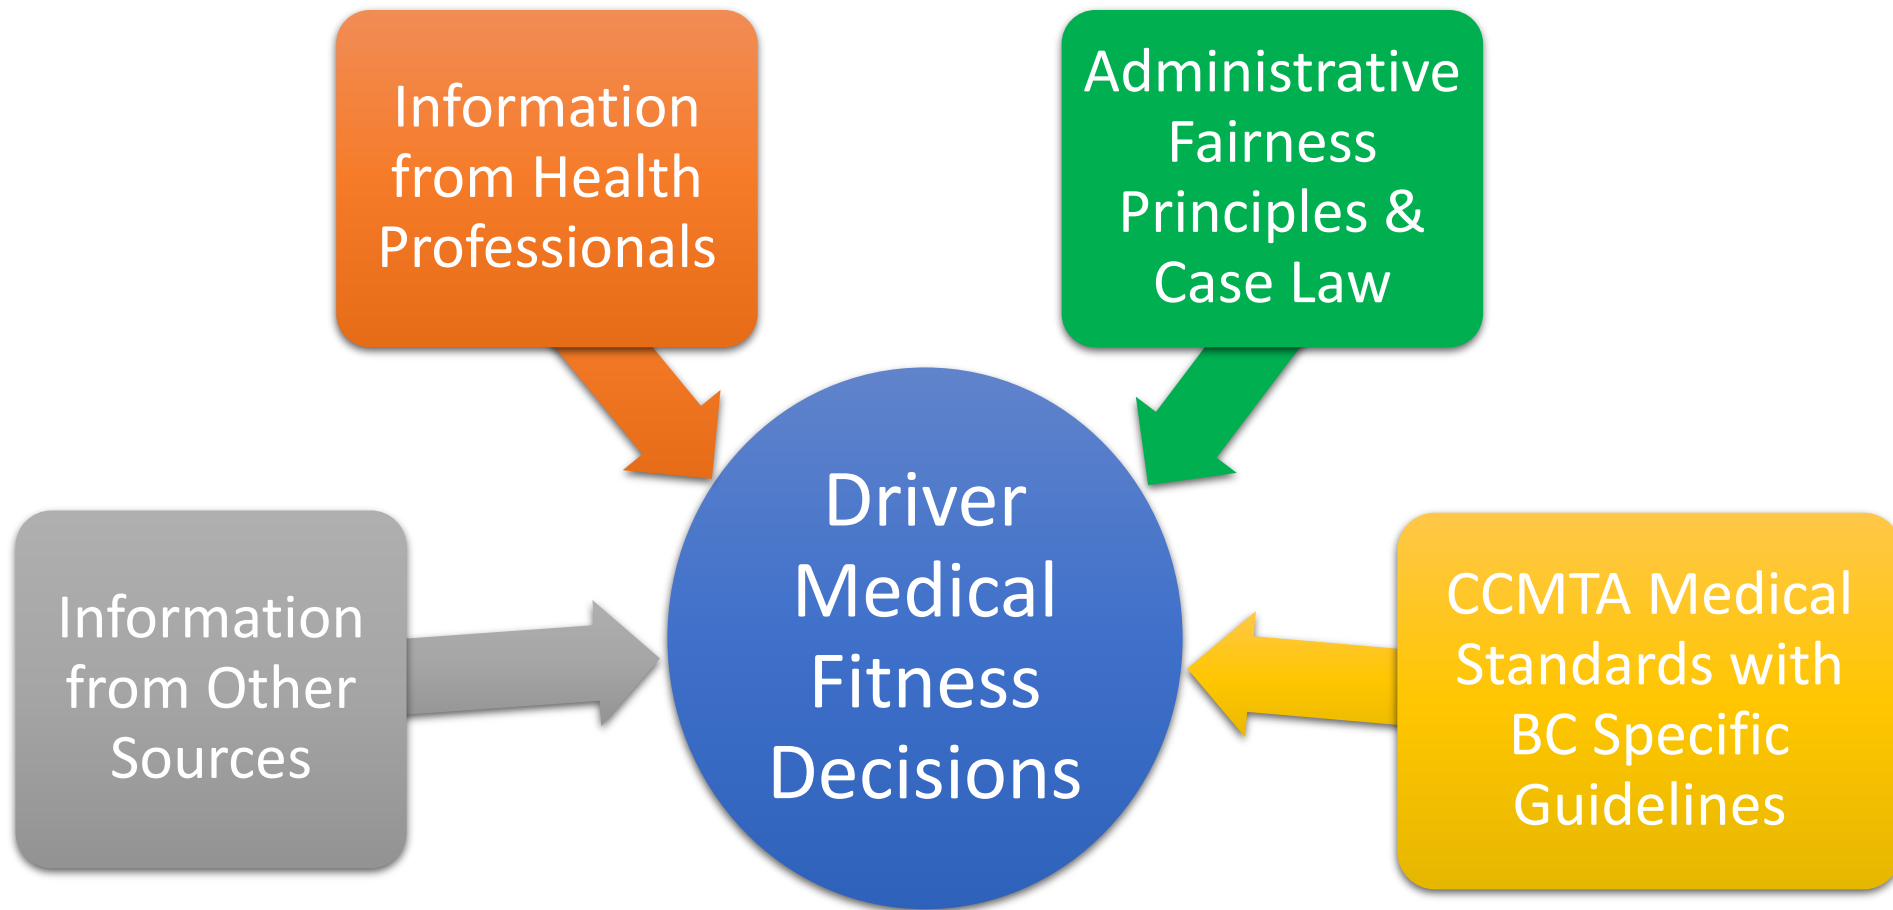 Information
from Health
Professionals
Administrative
Fairness
Principles &
Case Law
Driver
Medical
Fitness
Decisions
Information
from Other
Sources
CCMTA Medical
Standards with
BC Specific
Guidelines